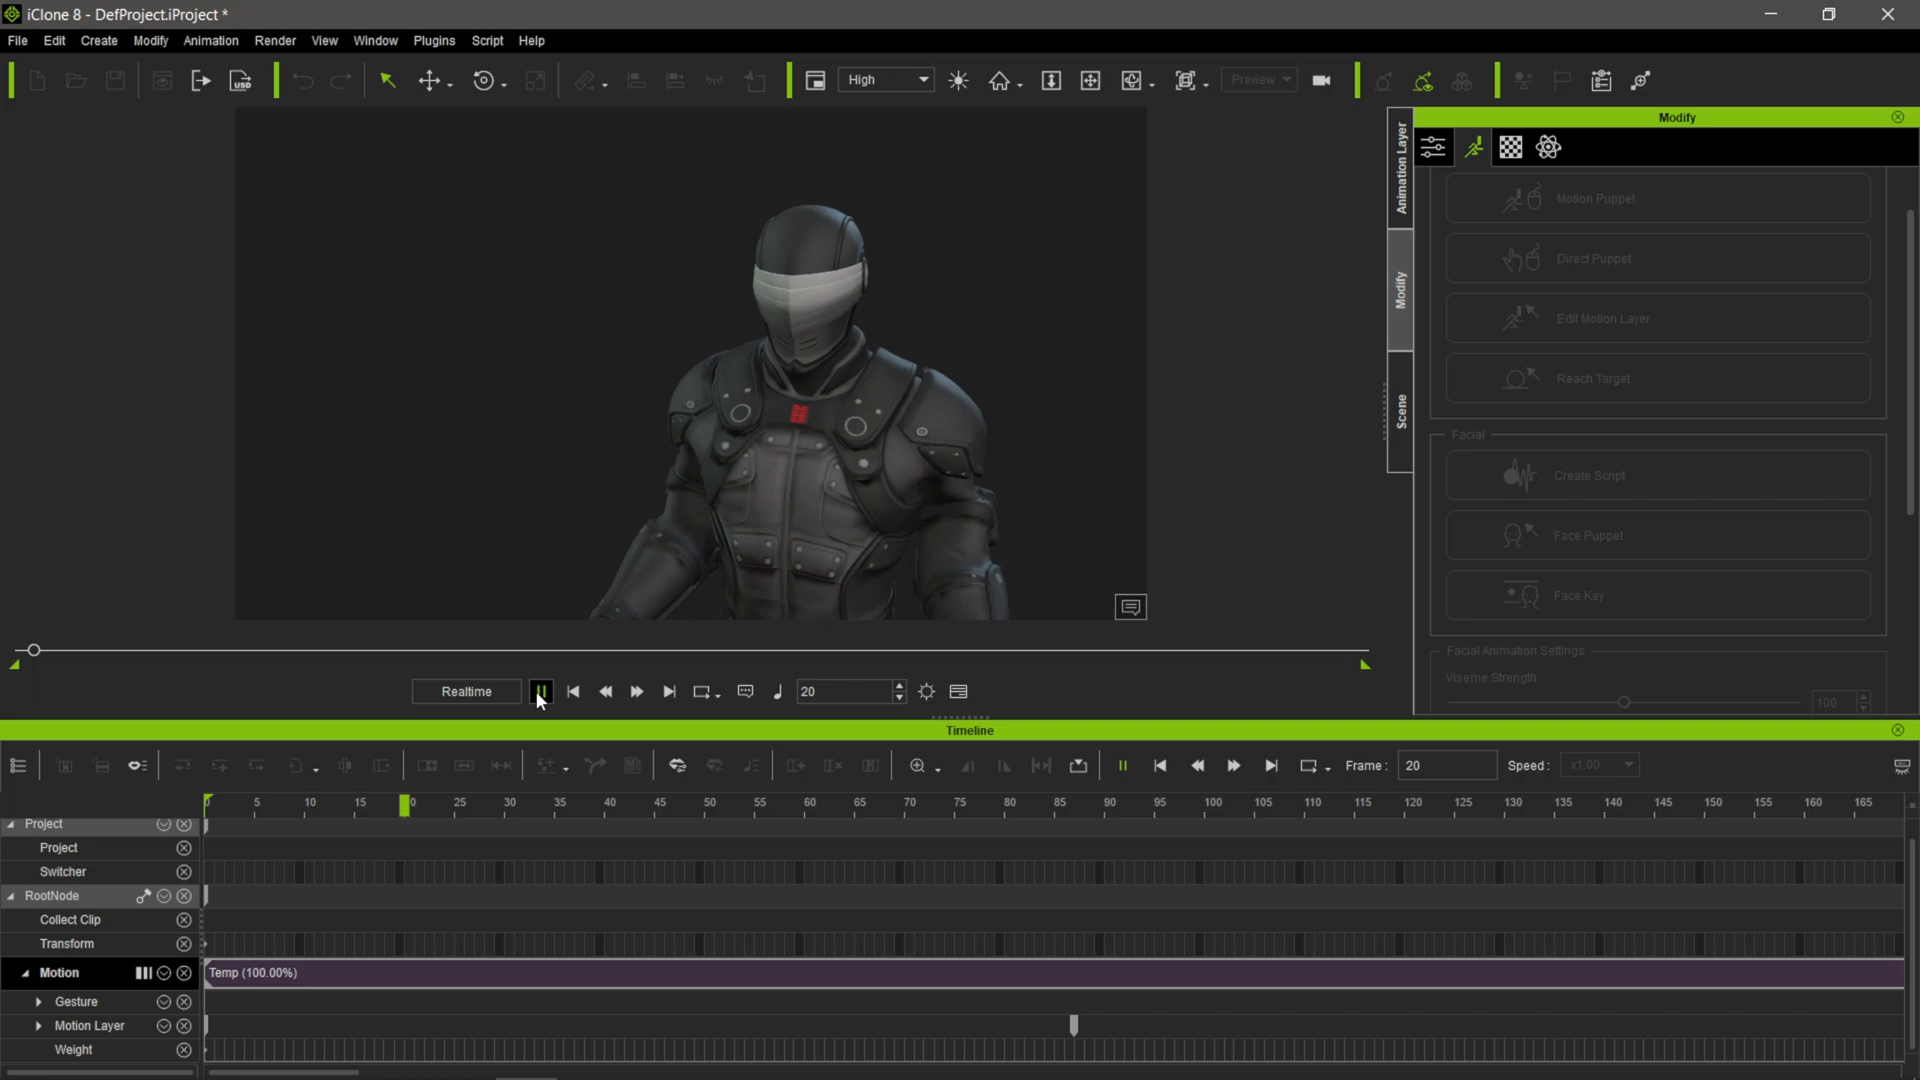 iClone 8 - DefProject.iProject *
File Edit Create Modify Animation Render View Window Plugins Script Help
USD High Preview
Modify
Animation Layer
Modify
Scene
Motion Puppet
Direct Puppet
Edit Motion Layer
Reach Target
Facial
Create Script
Face Puppet
Face Key
Facial Animation Settings
Viseme Strength
100
Realtime 20
Timeline
Frame : 20 Speed : x1.00
0 5 10 15 0 25 30 35 40 45 50 55 60 65 70 75 80 85 90 95 100 105 110 115 120 125 130 135 140 145 150 155 160 165
Project
Project
Switcher
RootNode
Collect Clip
Transform
Motion Temp (100.00%)
Gesture
Motion Layer
Weight